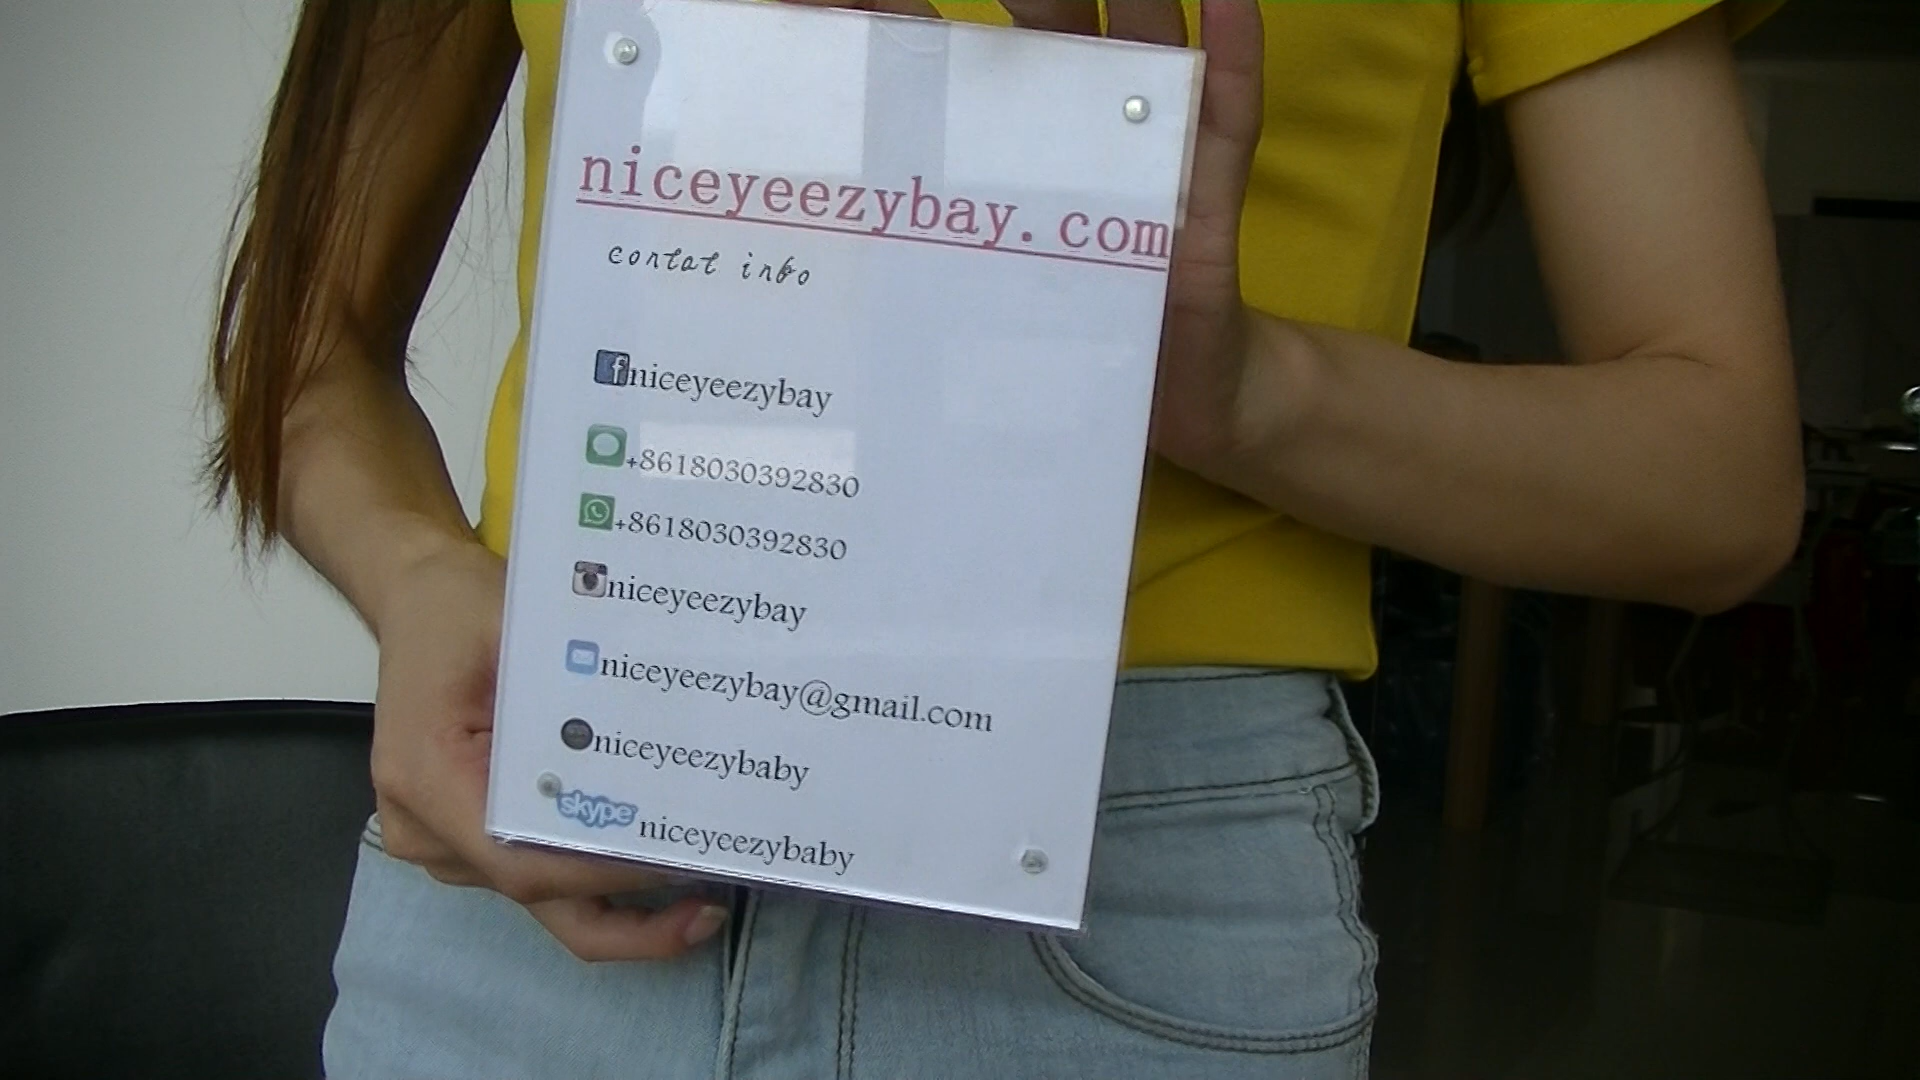 niceyeezybay.com
contat info
niceyeezybay
+8618030392830
+8618030392830
niceyeezybay
niceyeezybay@gmail.com
niceyeezybaby
skype niceyeezybaby